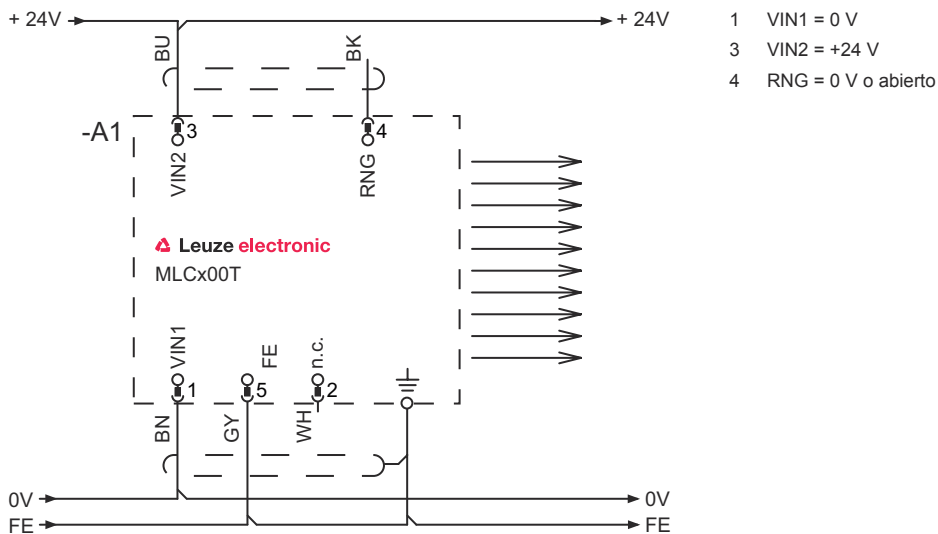 + 24V
+ 24V
1 VIN1 = 0 V
3 VIN2 = +24 V
4 RNG = 0 V o abierto
BU
BK
-A1
3
4
VIN2
RNG
Leuze electronic
MLCx00T
VIN1
FE
n.c.
1
5
2
BN
GY
WH
0V
0V
FE
FE